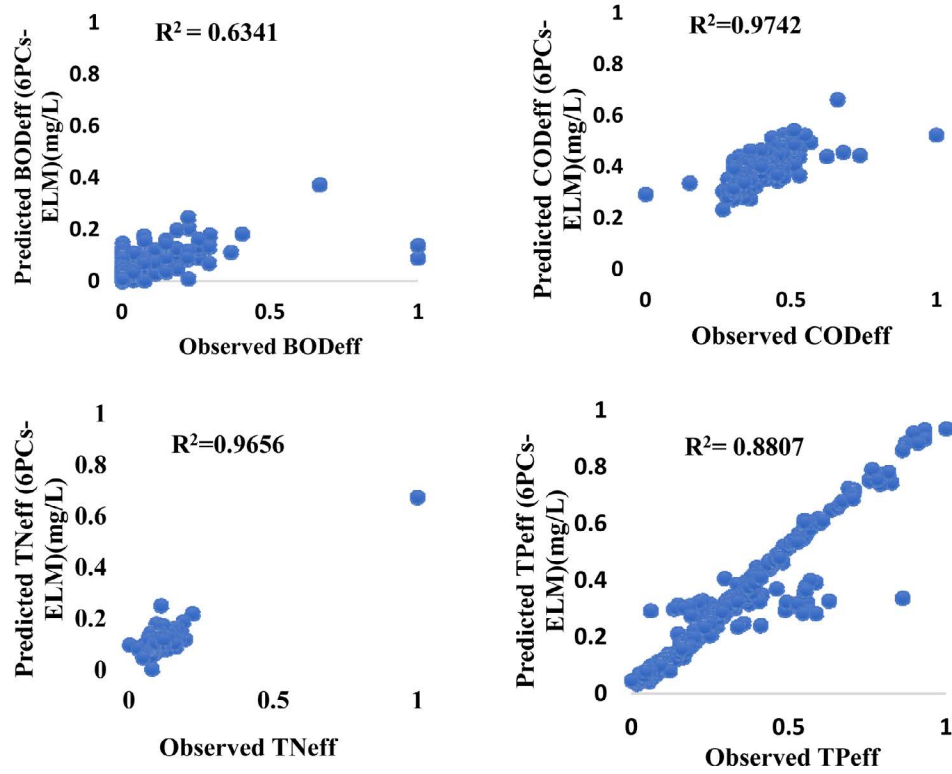 Predicted BODeff (6PCs-
ELM)(mg/L)
R² = 0.6341
1
0.8
0.6
0.4
0.2
0
0
0.5
1
Observed BODeff
Predicted CODeff (6PCs-
ELM)(mg/L)
R²=0.9742
1
0.8
0.6
0.4
0.2
0
0
0.5
1
Observed CODeff
Predicted TNeff (6PCs-
ELM)(mg/L)
R²=0.9656
1
0.8
0.6
0.4
0.2
0
0
0.5
1
Observed TNeff
Predicted TPeff (6PCs-
ELM)(mg/L)
R²= 0.8807
1
0.8
0.6
0.4
0.2
0
0
0.5
1
Observed TPeff